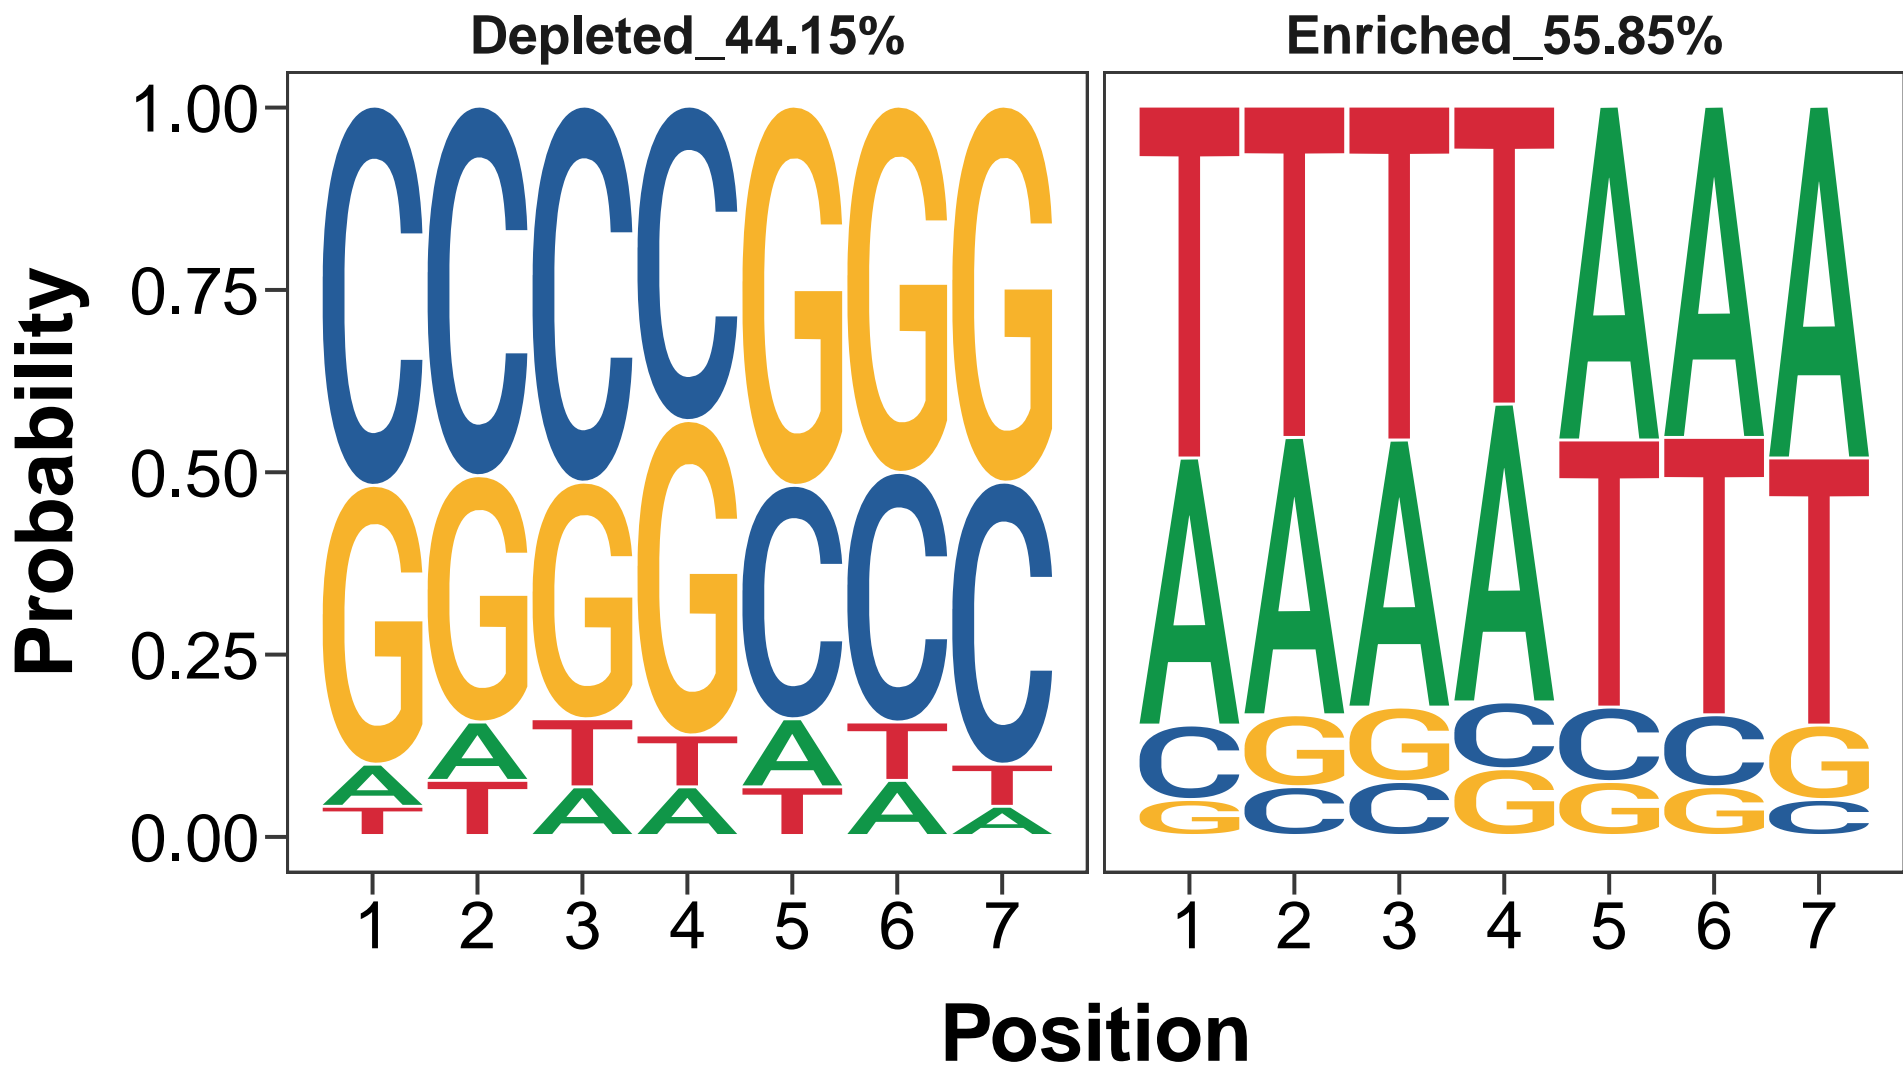 Depleted_44.15% Enriched_55.85%
Probability
1.00
0.75
0.50
0.25
0.00
C C C C G G G
G G G G C C C
A A T T A T T
T T A A T A A
T T T T A A A
A A A A T T T
C G G C C C G
G C C G G G C
1 2 3 4 5 6 7 1 2 3 4 5 6 7
Position